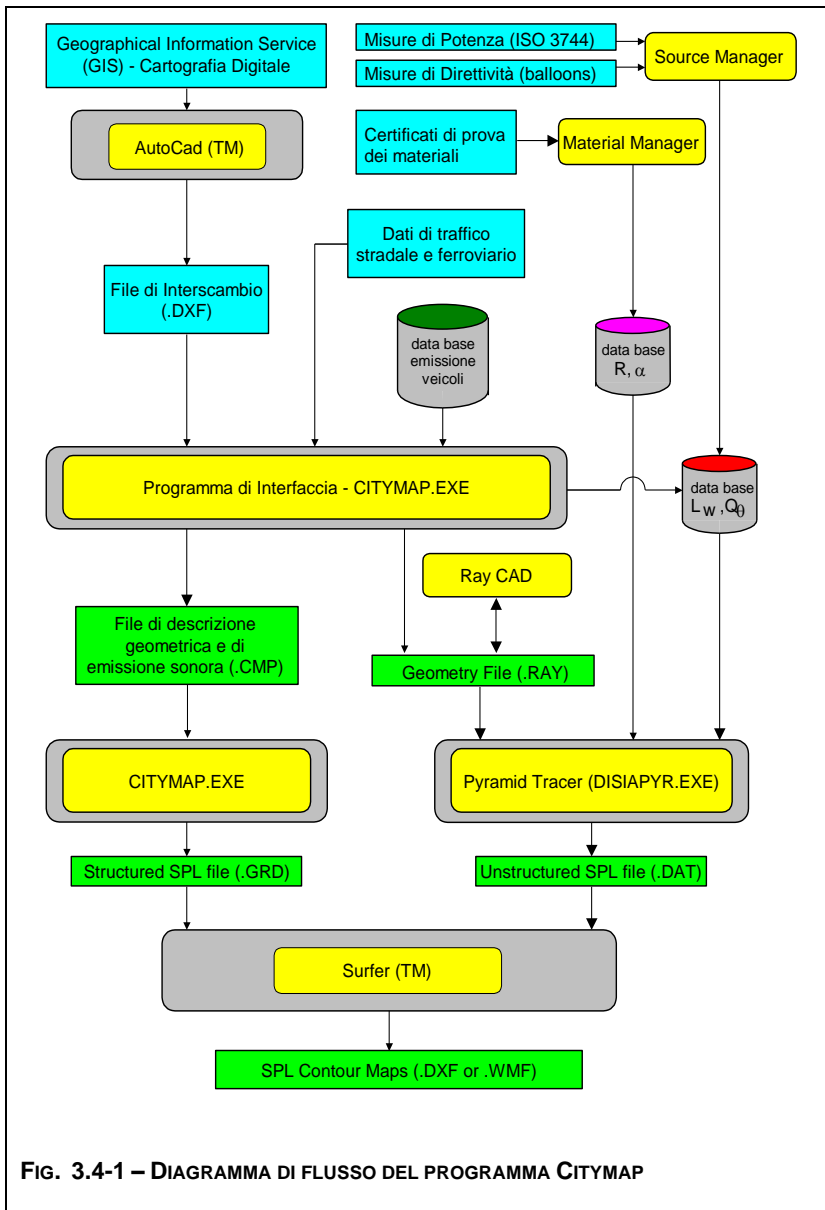 Geographical Information Service
(GIS) - Cartografia Digitale
Misure di Potenza (ISO 3744)
Misure di Direttività (balloons)
Source Manager
AutoCad (TM)
Certificati di prova
dei materiali
Material Manager
Dati di traffico
stradale e ferroviario
File di Interscambio
(.DXF)
data base
emissione
veicoli
data base
R, α
Programma di Interfaccia - CITYMAP.EXE
data base
Lw ,Qθ
Ray CAD
File di descrizione
geometrica e di
emissione sonora (.CMP)
Geometry File (.RAY)
CITYMAP.EXE
Pyramid Tracer (DISIAPYR.EXE)
Structured SPL file (.GRD)
Unstructured SPL file (.DAT)
Surfer (TM)
SPL Contour Maps (.DXF or .WMF)
FIG. 3.4-1 – DIAGRAMMA DI FLUSSO DEL PROGRAMMA CITYMAP